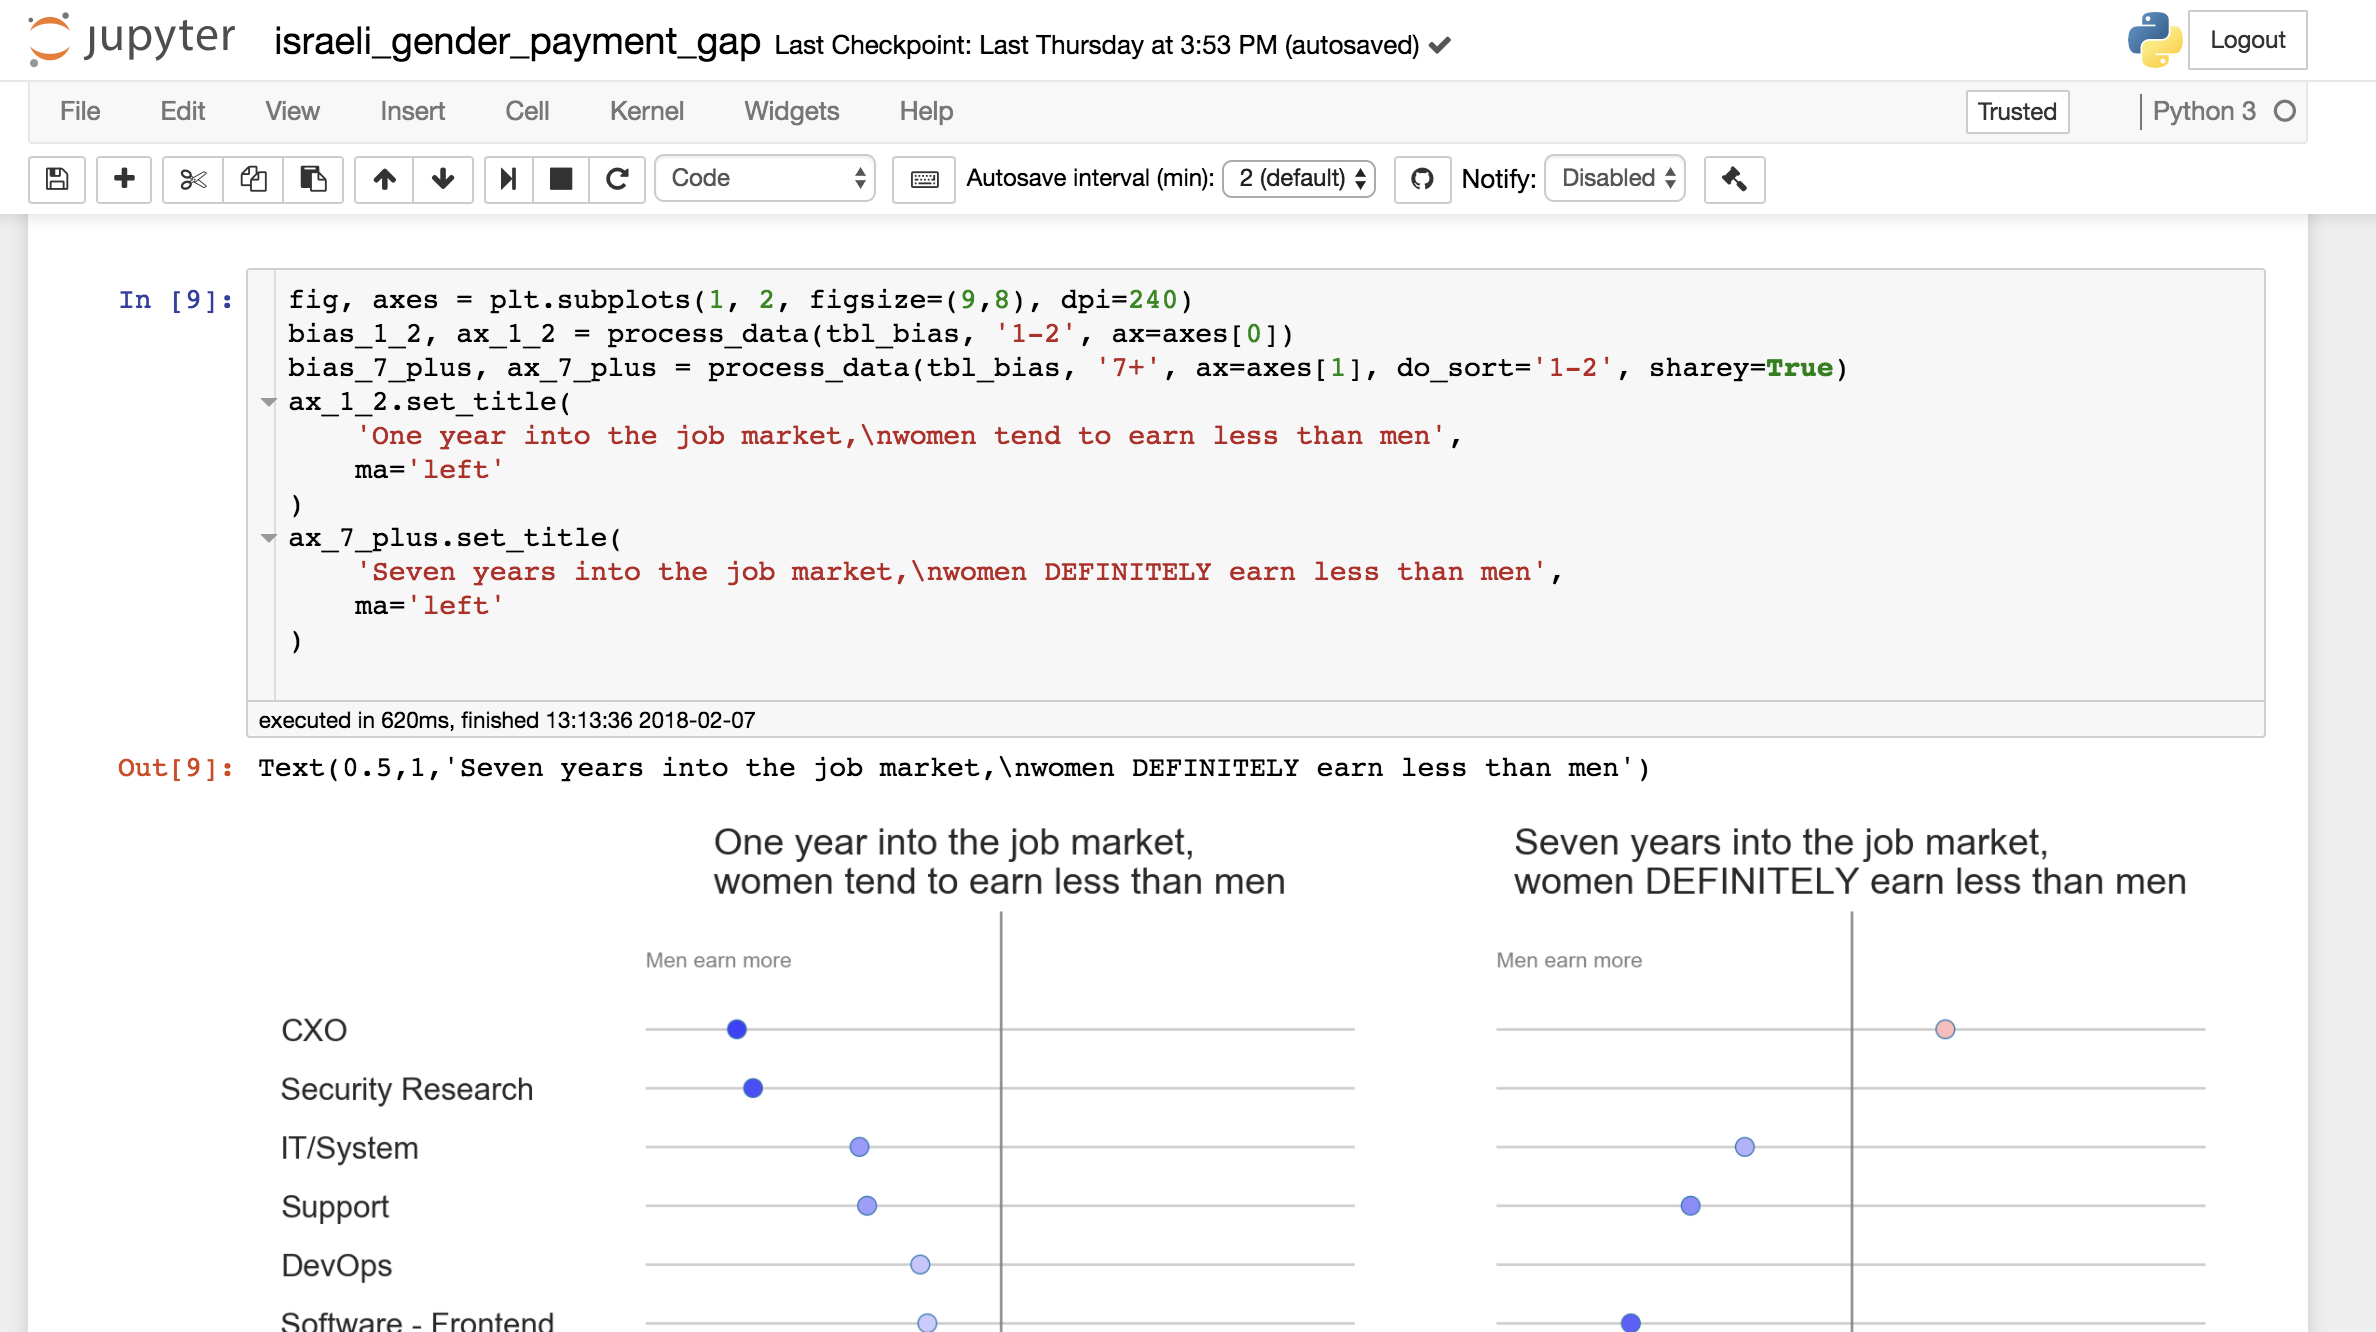 jupyter israeli_gender_payment_gap Last Checkpoint: Last Thursday at 3:53 PM (autosaved) Logout
File Edit View Insert Cell Kernel Widgets Help Trusted Python 3
Code Autosave interval (min): 2 (default) Notify: Disabled
In [9]:
fig, axes = plt.subplots(1, 2, figsize=(9,8), dpi=240)
bias_1_2, ax_1_2 = process_data(tbl_bias, '1-2', ax=axes[0])
bias_7_plus, ax_7_plus = process_data(tbl_bias, '7+', ax=axes[1], do_sort='1-2', sharey=True)
ax_1_2.set_title(
    'One year into the job market,\nwomen tend to earn less than men',
    ma='left'
)
ax_7_plus.set_title(
    'Seven years into the job market,\nwomen DEFINITELY earn less than men',
    ma='left'
)
executed in 620ms, finished 13:13:36 2018-02-07
Out[9]: Text(0.5,1,'Seven years into the job market,\nwomen DEFINITELY earn less than men')
One year into the job market,
women tend to earn less than men
Seven years into the job market,
women DEFINITELY earn less than men
Men earn more
Men earn more
CXO
Security Research
IT/System
Support
DevOps
Software - Frontend